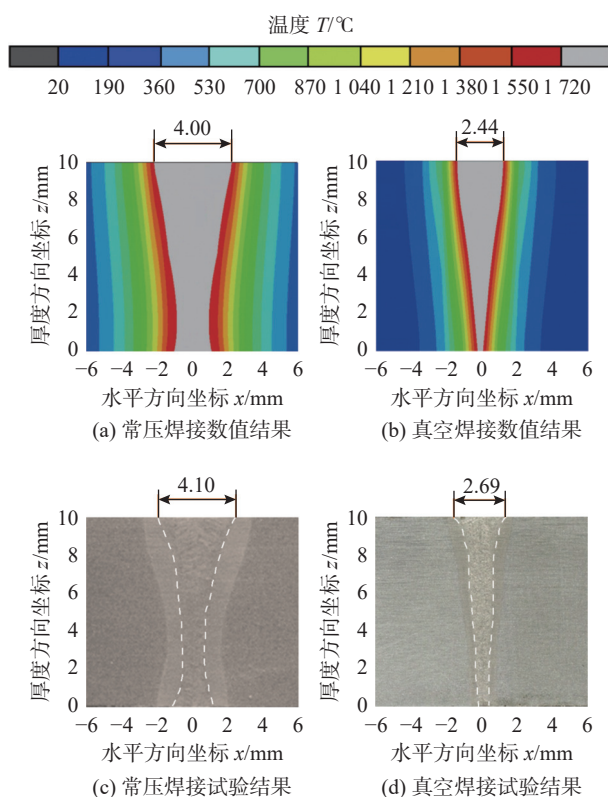 温度 T/℃
20 190 360 530 700 870 1 040 1 210 1 380 1 550 1 720
4.00 2.44
10 10
8 8
6 6
4 4
2 2
0 0
厚度方向坐标 z/mm 厚度方向坐标 z/mm
−6 −4 −2 0 2 4 6 −6 −4 −2 0 2 4 6
水平方向坐标 x/mm 水平方向坐标 x/mm
(a) 常压焊接数值结果 (b) 真空焊接数值结果
4.10 2.69
10 10
8 8
6 6
4 4
2 2
0 0
厚度方向坐标 z/mm 厚度方向坐标 z/mm
−6 −4 −2 0 2 4 6 −6 −4 −2 0 2 4 6
水平方向坐标 x/mm 水平方向坐标 x/mm
(c) 常压焊接试验结果 (d) 真空焊接试验结果